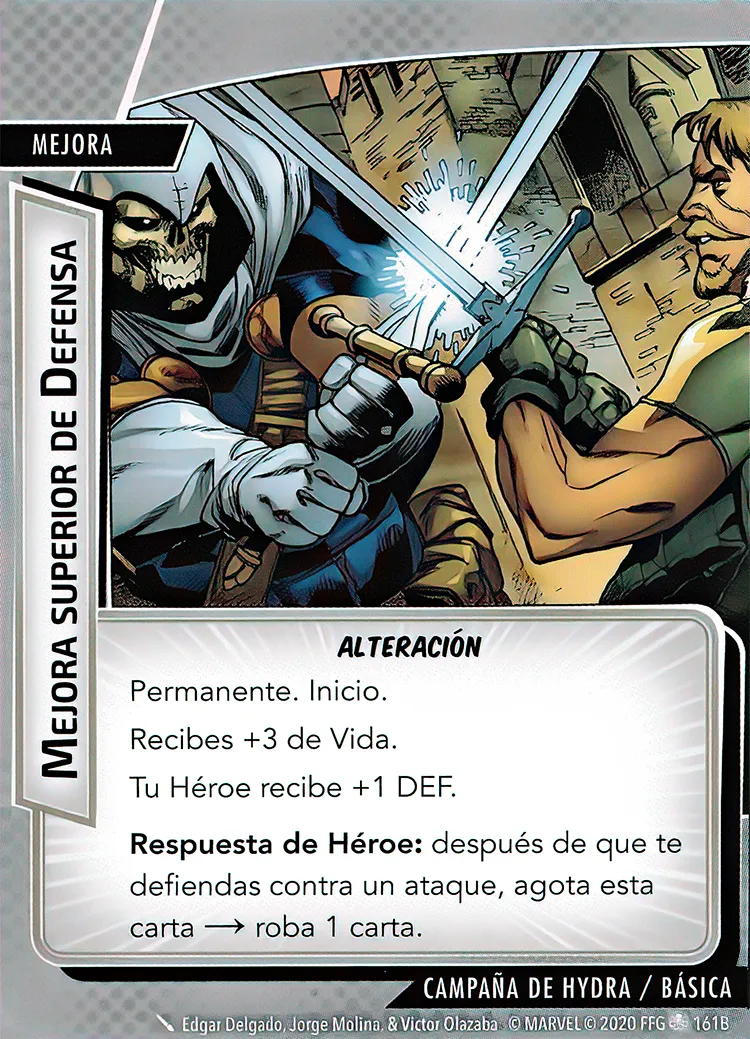 MEJORA
MEJORA SUPERIOR DE DEFENSA
ALTERACIÓN
Permanente. Inicio.
Recibes +3 de Vida.
Tu Héroe recibe +1 DEF.
Respuesta de Héroe: después de que te
defiendas contra un ataque, agota esta
carta → roba 1 carta.
CAMPAÑA DE HYDRA / BÁSICA
Edgar Delgado, Jorge Molina, & Victor Olazaba © MARVEL © 2020 FFG 161B